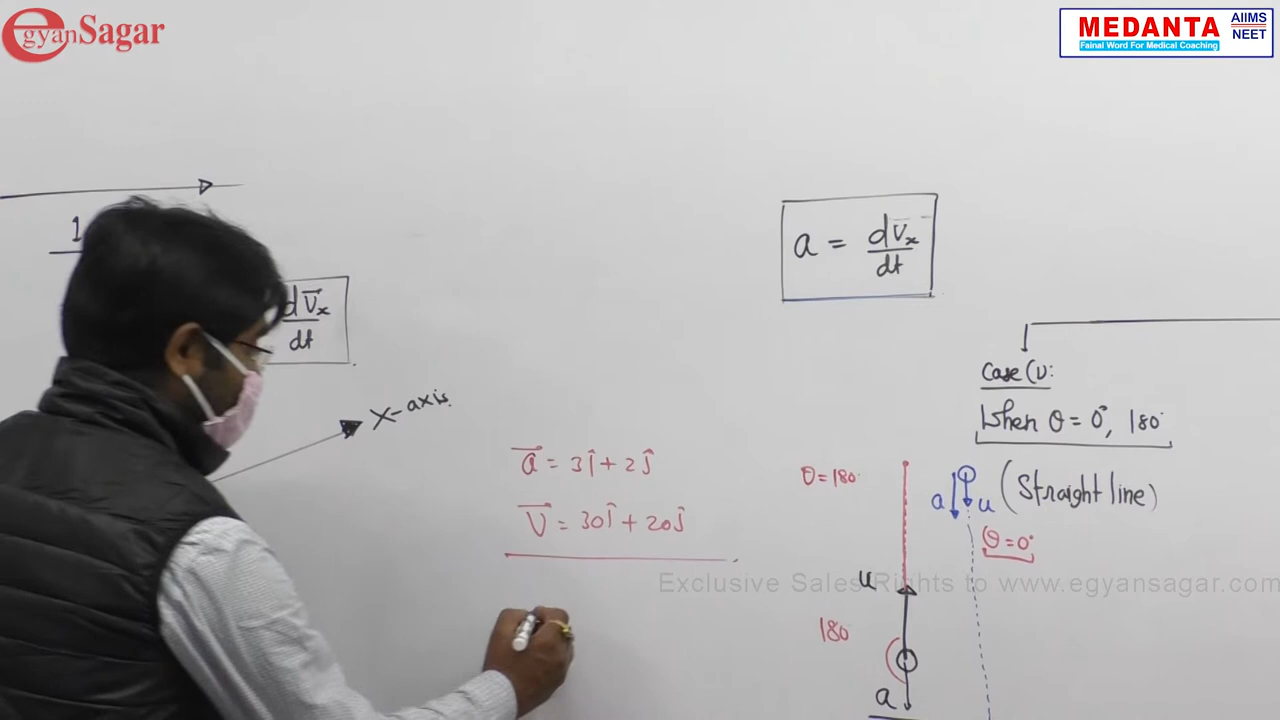 egyanSagar
MEDANTA
AIIMS
NEET
Fainal Word For Medical Coaching
1
dV⃗x
dt
X-axis.
a = dV̅x
dt
Case (1):
When θ = 0°, 180°
(Straight line)
a⃗ = 3î + 2ĵ
V⃗ = 30î + 20ĵ
θ = 180°
a
u
θ = 0°
Exclusive Sales Rights to www.egyansagar.com
u
180
a